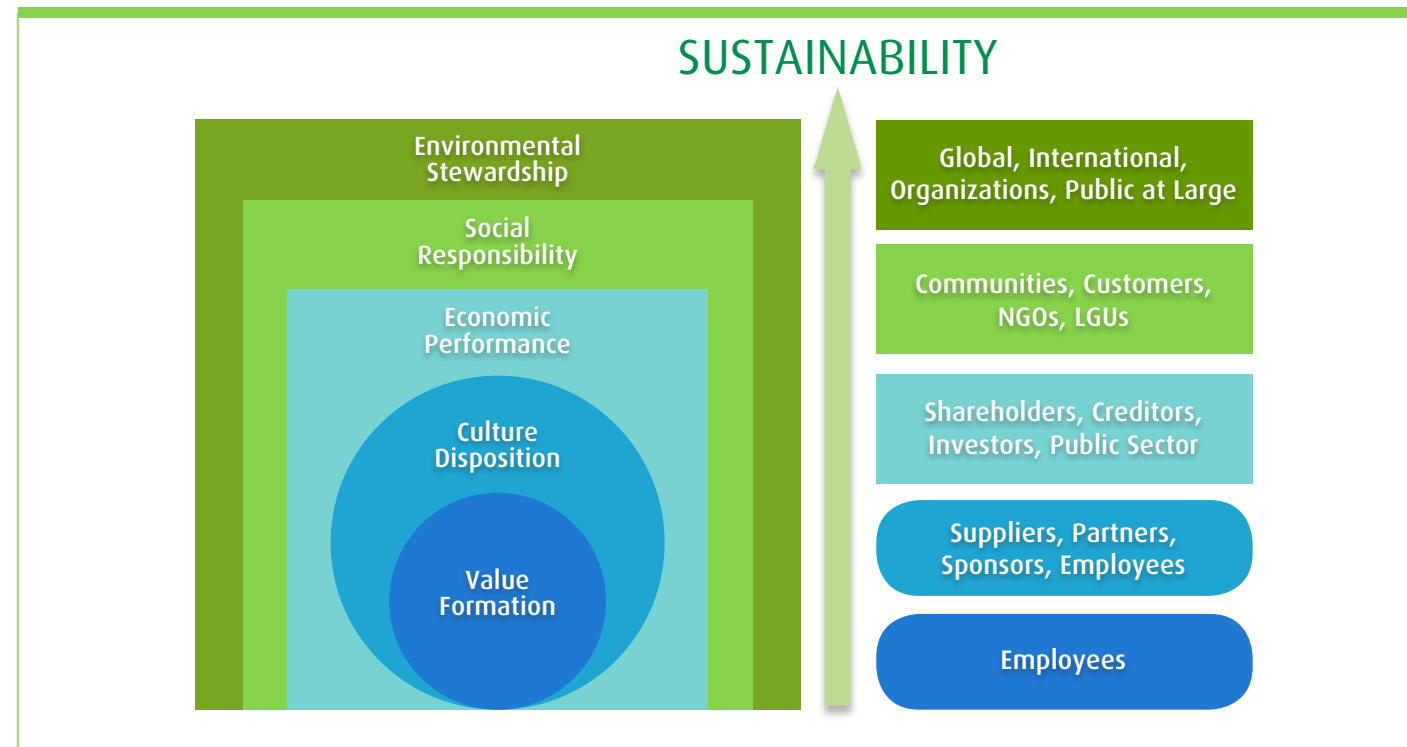 SUSTAINABILITY
Environmental
Stewardship
Social
Responsibility
Economic
Performance
Culture
Disposition
Value
Formation
Global, International,
Organizations, Public at Large
Communities, Customers,
NGOs, LGUs
Shareholders, Creditors,
Investors, Public Sector
Suppliers, Partners,
Sponsors, Employees
Employees